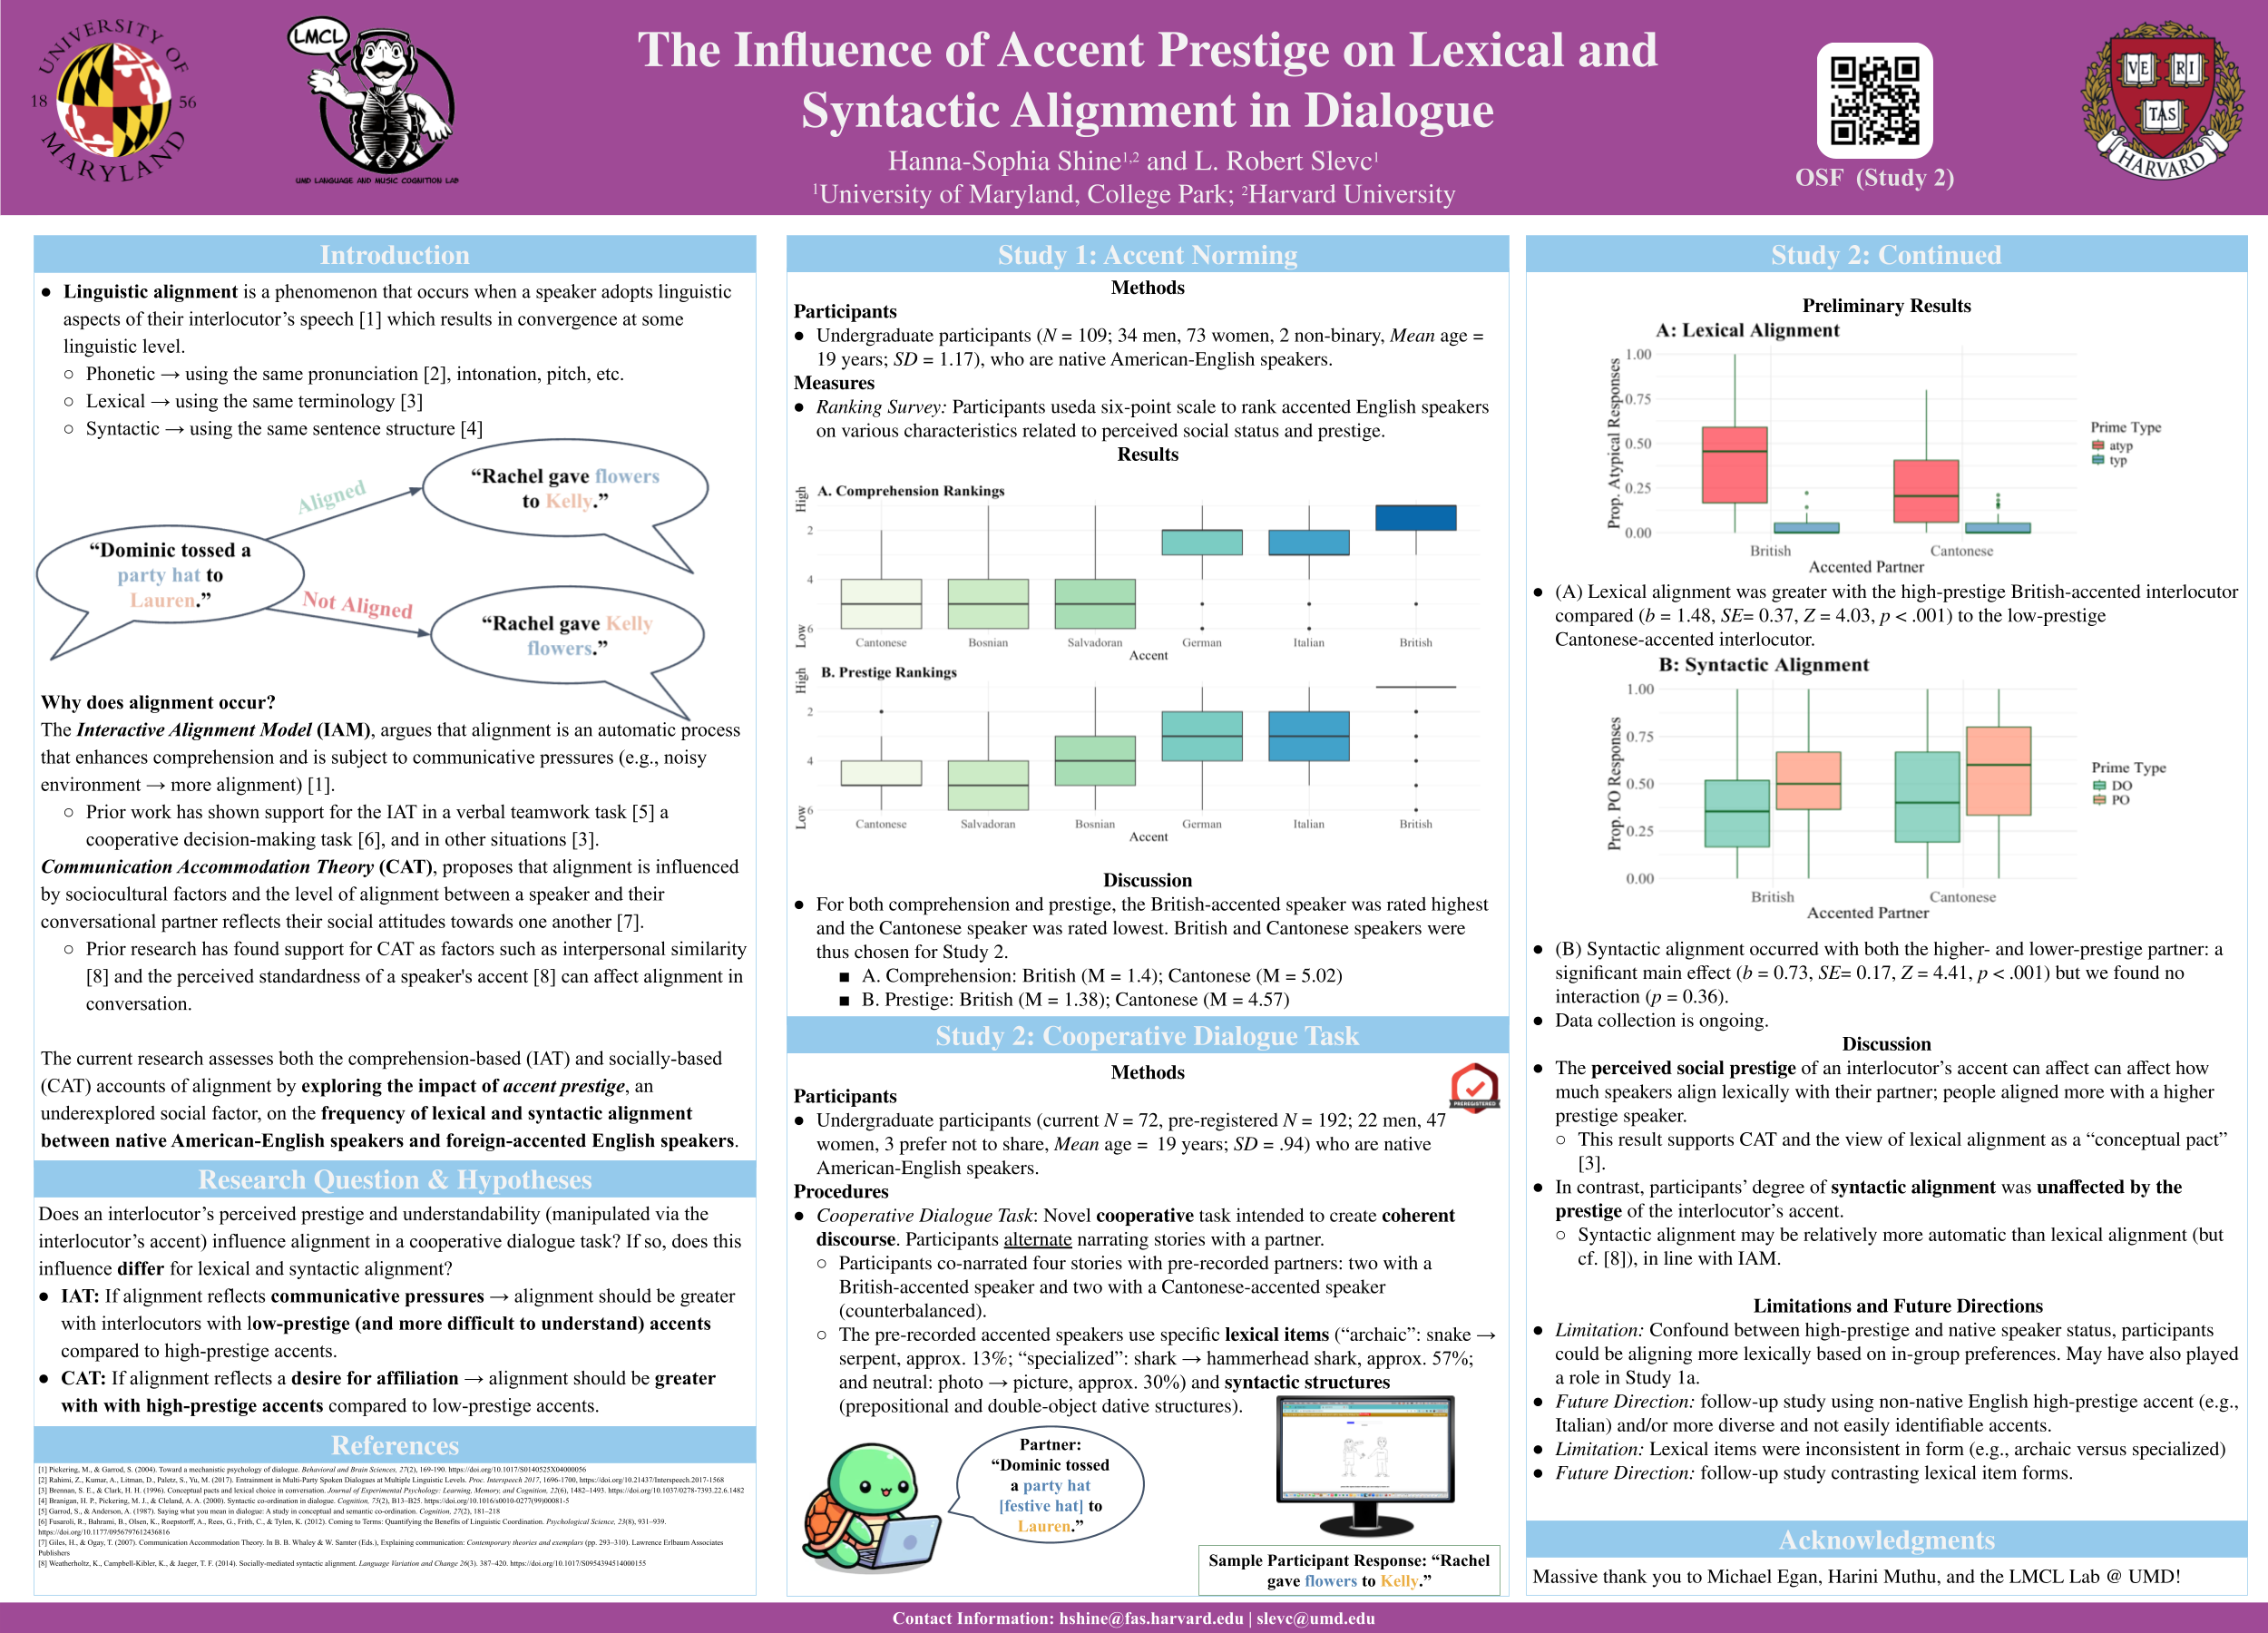 UNIVERSITY OF
18 56
MARYLAND
LMCL
UMD LANGUAGE AND MUSIC COGNITION LAB
The Influence of Accent Prestige on Lexical and
Syntactic Alignment in Dialogue
Hanna-Sophia Shine1,2 and L. Robert Slevc1
1University of Maryland, College Park; 2Harvard University
OSF (Study 2)
VE RI
TAS
HARVARD
Introduction
● Linguistic alignment is a phenomenon that occurs when a speaker adopts linguistic
aspects of their interlocutor’s speech [1] which results in convergence at some
linguistic level.
○ Phonetic → using the same pronunciation [2], intonation, pitch, etc.
○ Lexical → using the same terminology [3]
○ Syntactic → using the same sentence structure [4]
“Dominic tossed a
party hat to
Lauren.”
Aligned
“Rachel gave flowers
to Kelly.”
Not Aligned
“Rachel gave Kelly
flowers.”
Why does alignment occur?
The Interactive Alignment Model (IAM), argues that alignment is an automatic process
that enhances comprehension and is subject to communicative pressures (e.g., noisy
environment → more alignment) [1].
○ Prior work has shown support for the IAT in a verbal teamwork task [5] a
cooperative decision-making task [6], and in other situations [3].
Communication Accommodation Theory (CAT), proposes that alignment is influenced
by sociocultural factors and the level of alignment between a speaker and their
conversational partner reflects their social attitudes towards one another [7].
○ Prior research has found support for CAT as factors such as interpersonal similarity
[8] and the perceived standardness of a speaker's accent [8] can affect alignment in
conversation.
The current research assesses both the comprehension-based (IAT) and socially-based
(CAT) accounts of alignment by exploring the impact of accent prestige, an
underexplored social factor, on the frequency of lexical and syntactic alignment
between native American-English speakers and foreign-accented English speakers.
Research Question & Hypotheses
Does an interlocutor’s perceived prestige and understandability (manipulated via the
interlocutor’s accent) influence alignment in a cooperative dialogue task? If so, does this
influence differ for lexical and syntactic alignment?
● IAT: If alignment reflects communicative pressures → alignment should be greater
with interlocutors with low-prestige (and more difficult to understand) accents
compared to high-prestige accents.
● CAT: If alignment reflects a desire for affiliation → alignment should be greater
with with high-prestige accents compared to low-prestige accents.
References
[1] Pickering, M., & Garrod, S. (2004). Toward a mechanistic psychology of dialogue. Behavioral and Brain Sciences, 27(2), 169-190. https://doi.org/10.1017/S0140525X04000056
[2] Rahimi, Z., Kumar, A., Litman, D., Paletz, S., Yu, M. (2017). Entrainment in Multi-Party Spoken Dialogues at Multiple Linguistic Levels. Proc. Interspeech 2017, 1696-1700, https://doi.org/10.21437/Interspeech.2017-1568
[3] Brennan, S. E., & Clark, H. H. (1996). Conceptual pacts and lexical choice in conversation. Journal of Experimental Psychology: Learning, Memory, and Cognition, 22(6), 1482–1493. https://doi.org/10.1037/0278-7393.22.6.1482
[4] Branigan, H. P., Pickering, M. J., & Cleland, A. A. (2000). Syntactic co-ordination in dialogue. Cognition, 75(2), B13–B25. https://doi.org/10.1016/s0010-0277(99)00081-5
[5] Garrod, S., & Anderson, A. (1987). Saying what you mean in dialogue: A study in conceptual and semantic co-ordination. Cognition, 27(2), 181–218
[6] Fusaroli, R., Bahrami, B., Olsen, K., Roepstorff, A., Rees, G., Frith, C., & Tylen, K. (2012). Coming to Terms: Quantifying the Benefits of Linguistic Coordination. Psychological Science, 23(8), 931–939.
https://doi.org/10.1177/0956797612436816
[7] Giles, H., & Ogay, T. (2007). Communication Accommodation Theory. In B. B. Whaley & W. Samter (Eds.), Explaining communication: Contemporary theories and exemplars (pp. 293–310). Lawrence Erlbaum Associates
Publishers
[8] Weatherholtz, K., Campbell-Kibler, K., & Jaeger, T. F. (2014). Socially-mediated syntactic alignment. Language Variation and Change 26(3). 387–420. https://doi.org/10.1017/S0954394514000155
Study 1: Accent Norming
Methods
Participants
● Undergraduate participants (N = 109; 34 men, 73 women, 2 non-binary, Mean age =
19 years; SD = 1.17), who are native American-English speakers.
Measures
● Ranking Survey: Participants useda six-point scale to rank accented English speakers
on various characteristics related to perceived social status and prestige.
Results
A. Comprehension Rankings
High
2
4
6
Low
Cantonese Bosnian Salvadoran German Italian British
Accent
B. Prestige Rankings
High
2
4
6
Low
Cantonese Salvadoran Bosnian German Italian British
Accent
Discussion
● For both comprehension and prestige, the British-accented speaker was rated highest
and the Cantonese speaker was rated lowest. British and Cantonese speakers were
thus chosen for Study 2.
■ A. Comprehension: British (M = 1.4); Cantonese (M = 5.02)
■ B. Prestige: British (M = 1.38); Cantonese (M = 4.57)
Study 2: Cooperative Dialogue Task
Methods
PREREGISTERED
Participants
● Undergraduate participants (current N = 72, pre-registered N = 192; 22 men, 47
women, 3 prefer not to share, Mean age = 19 years; SD = .94) who are native
American-English speakers.
Procedures
● Cooperative Dialogue Task: Novel cooperative task intended to create coherent
discourse. Participants alternate narrating stories with a partner.
○ Participants co-narrated four stories with pre-recorded partners: two with a
British-accented speaker and two with a Cantonese-accented speaker
(counterbalanced).
○ The pre-recorded accented speakers use specific lexical items (“archaic”: snake →
serpent, approx. 13%; “specialized”: shark → hammerhead shark, approx. 57%;
and neutral: photo → picture, approx. 30%) and syntactic structures
(prepositional and double-object dative structures).
Partner:
“Dominic tossed
a party hat
[festive hat] to
Lauren.”
Sample Participant Response: “Rachel
gave flowers to Kelly.”
Study 2: Continued
Preliminary Results
A: Lexical Alignment
Prop. Atypical Responses
1.00
0.75
0.50
0.25
0.00
British Cantonese
Accented Partner
Prime Type
atyp
typ
● (A) Lexical alignment was greater with the high-prestige British-accented interlocutor
compared (b = 1.48, SE= 0.37, Z = 4.03, p < .001) to the low-prestige
Cantonese-accented interlocutor.
B: Syntactic Alignment
Prop. PO Responses
1.00
0.75
0.50
0.25
0.00
British Cantonese
Accented Partner
Prime Type
DO
PO
● (B) Syntactic alignment occurred with both the higher- and lower-prestige partner: a
significant main effect (b = 0.73, SE= 0.17, Z = 4.41, p < .001) but we found no
interaction (p = 0.36).
● Data collection is ongoing.
Discussion
● The perceived social prestige of an interlocutor’s accent can affect can affect how
much speakers align lexically with their partner; people aligned more with a higher
prestige speaker.
○ This result supports CAT and the view of lexical alignment as a “conceptual pact”
[3].
● In contrast, participants’ degree of syntactic alignment was unaffected by the
prestige of the interlocutor’s accent.
○ Syntactic alignment may be relatively more automatic than lexical alignment (but
cf. [8]), in line with IAM.
Limitations and Future Directions
● Limitation: Confound between high-prestige and native speaker status, participants
could be aligning more lexically based on in-group preferences. May have also played
a role in Study 1a.
● Future Direction: follow-up study using non-native English high-prestige accent (e.g.,
Italian) and/or more diverse and not easily identifiable accents.
● Limitation: Lexical items were inconsistent in form (e.g., archaic versus specialized)
● Future Direction: follow-up study contrasting lexical item forms.
Acknowledgments
Massive thank you to Michael Egan, Harini Muthu, and the LMCL Lab @ UMD!
Contact Information: hshine@fas.harvard.edu | slevc@umd.edu